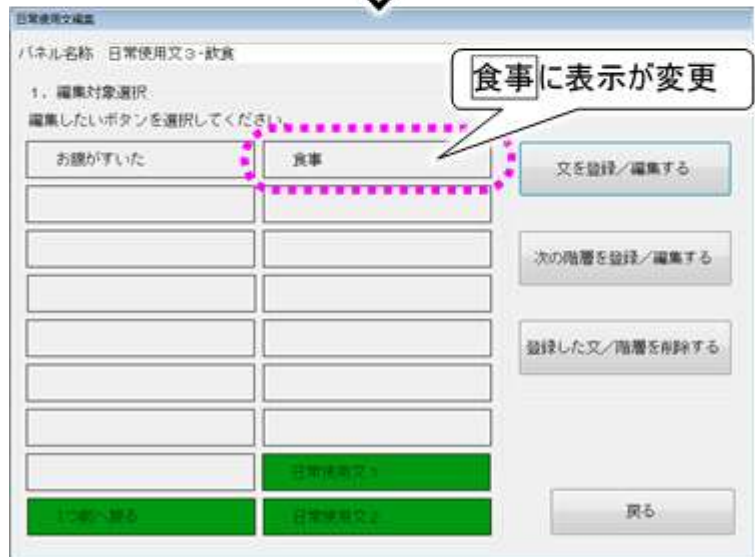 日常使用文編集
パネル名称 日常使用文3-飲食
食事に表示が変更
1. 編集対象選択
編集したいボタンを選択してください。
お腹がすいた 食事 文を登録/編集する
次の階層を登録/編集する
登録した文/階層を削除する
日常使用文1
1つ前へ戻る 日常使用文2 戻る